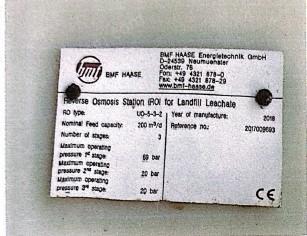 bmf
BMF HAASE
BMF HAASE Energietechnik GmbH
D-24539 Neumuenster
Oderstr. 76
Fon: +49 4321 878-0
Fax: +49 4321 878-29
www.bmf-haase.de
Reverse Osmosis Station (RO) for Landfill Leachate
RO type: UO-5-3-2
Year of manufacture: 2018
Nominal Feed capacity: 200 m³/d
Reference no.: 2017009693
Number of stages: 3
Maximum operating
pressure 1st stage: 69 bar
Maximum operating
pressure 2nd stage: 20 bar
Maximum operating
pressure 3rd stage: 20 bar
CE